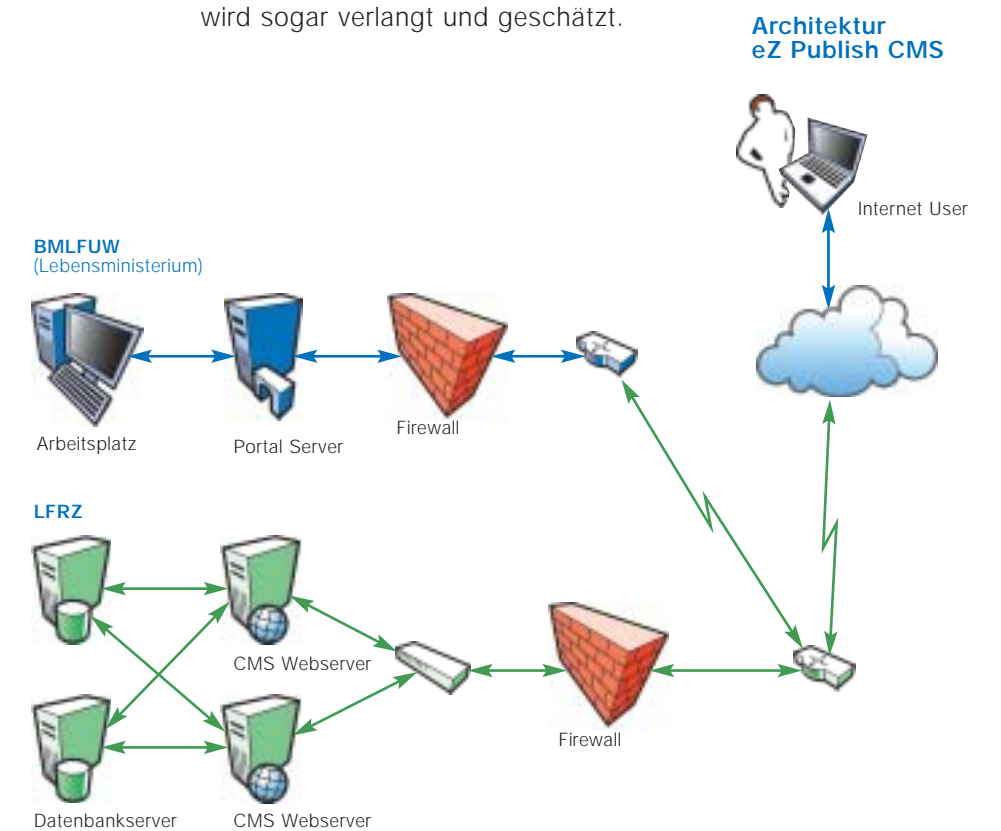 wird sogar verlangt und geschätzt.
Architektur
eZ Publish CMS
Internet User
BMLFUW
(Lebensministerium)
Arbeitsplatz
Portal Server
Firewall
LFRZ
CMS Webserver
Firewall
Datenbankserver
CMS Webserver